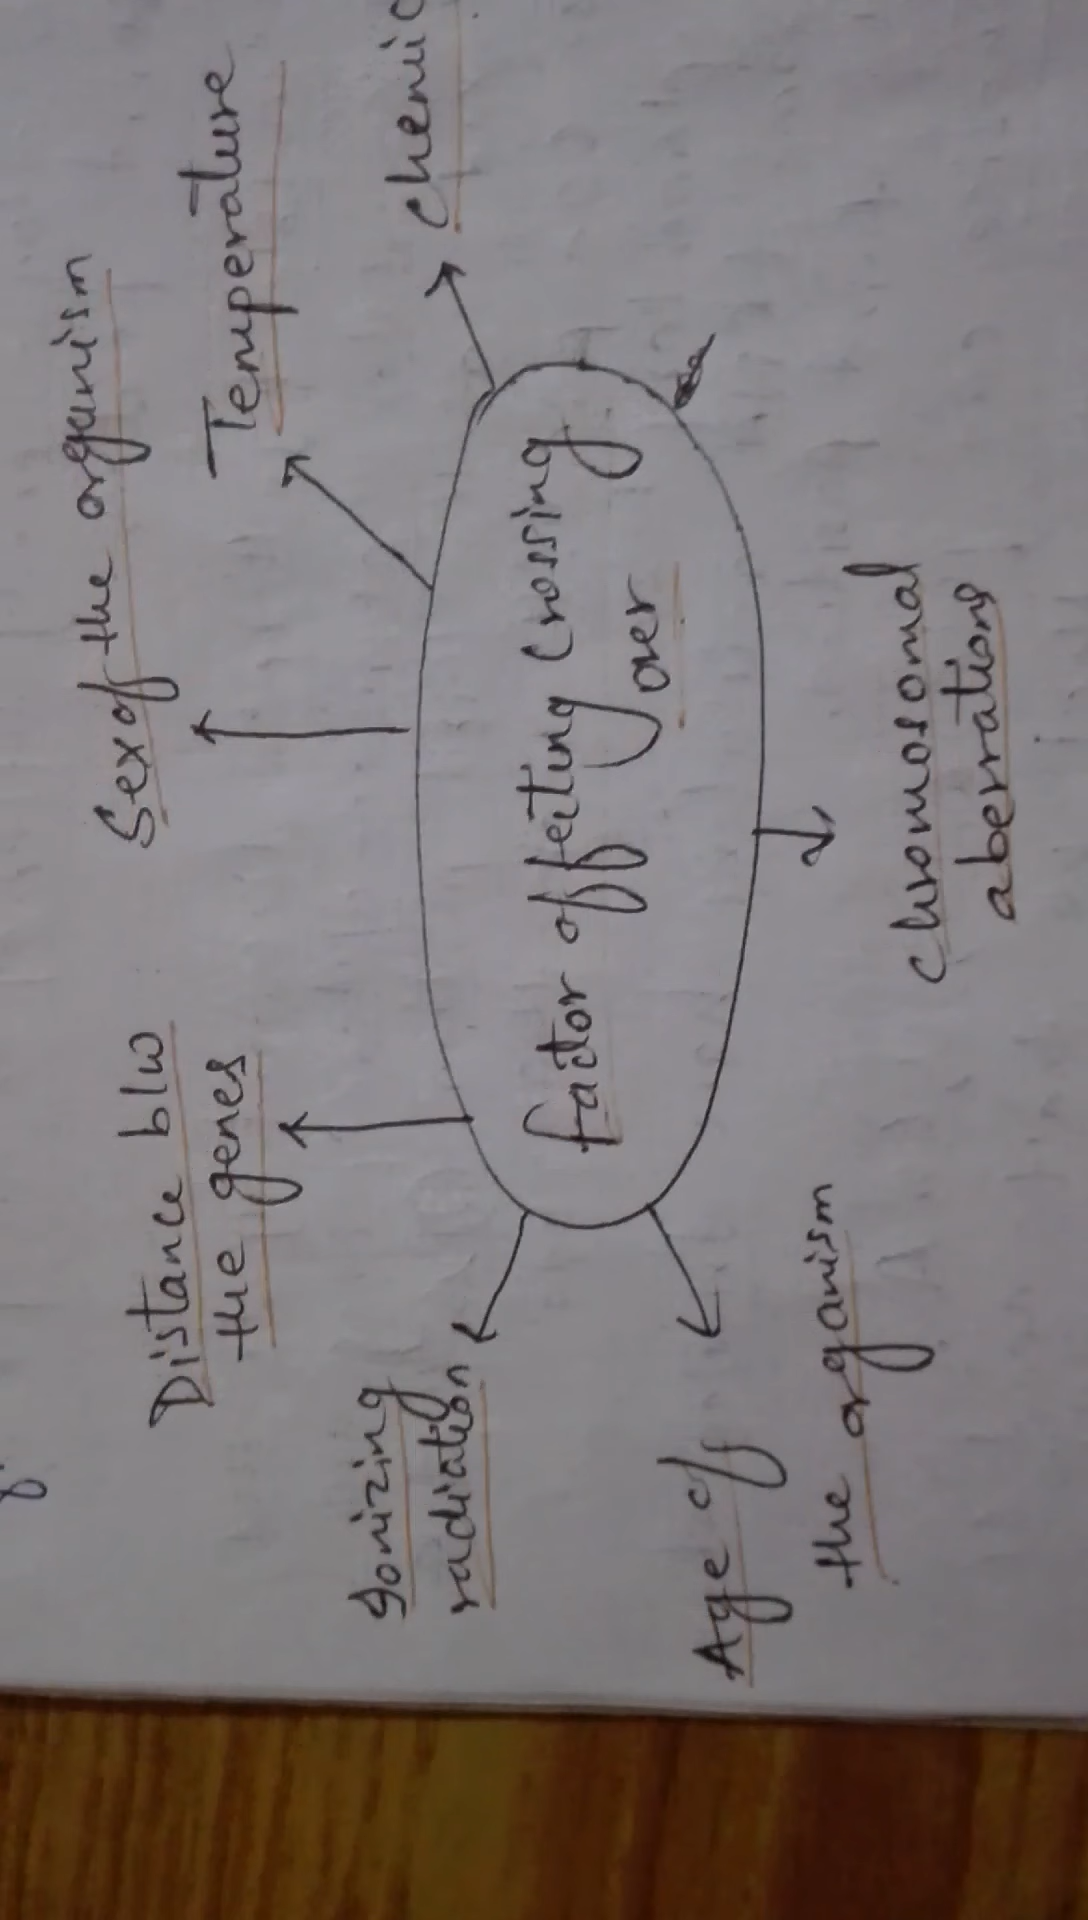 Sex of the organism
Distance b/w
the genes
Temperature
Ionizing
radiation
factor offecting Crossing
over
Age of
the organism
Chromosomal
aberrations